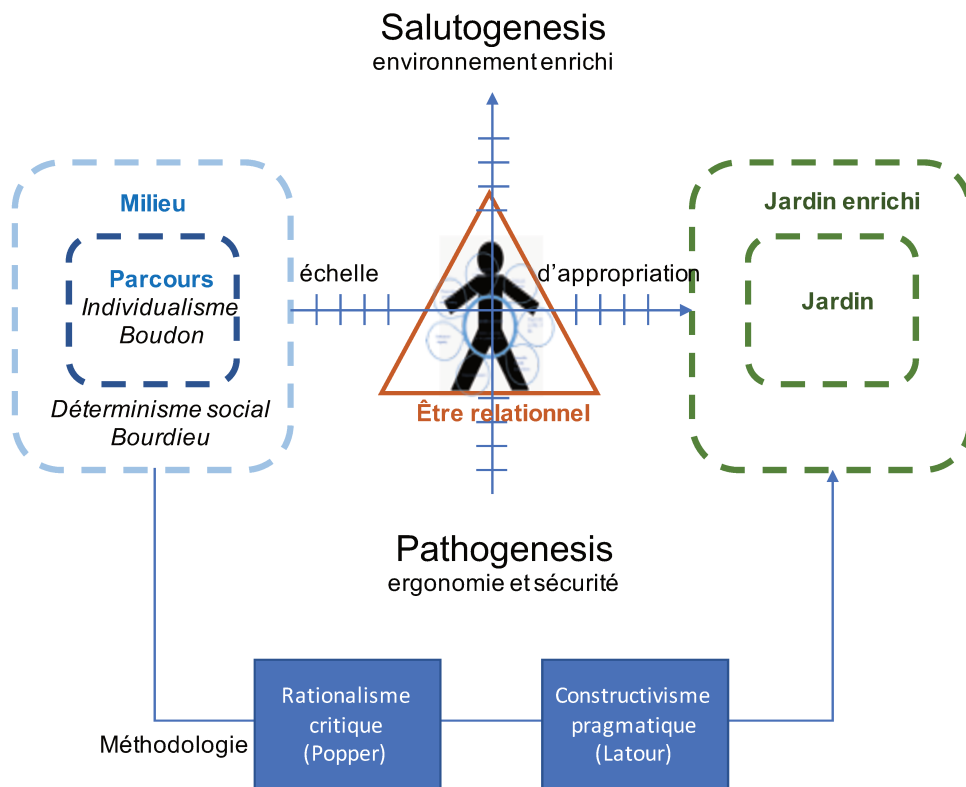 Salutogenesis
environnement enrichi
Milieu
Parcours
Individualisme
Boudon
Déterminisme social
Bourdieu
échelle
d'appropriation
Être relationnel
Jardin enrichi
Jardin
Pathogenesis
ergonomie et sécurité
Méthodologie
Rationalisme
critique
(Popper)
Constructivisme
pragmatique
(Latour)